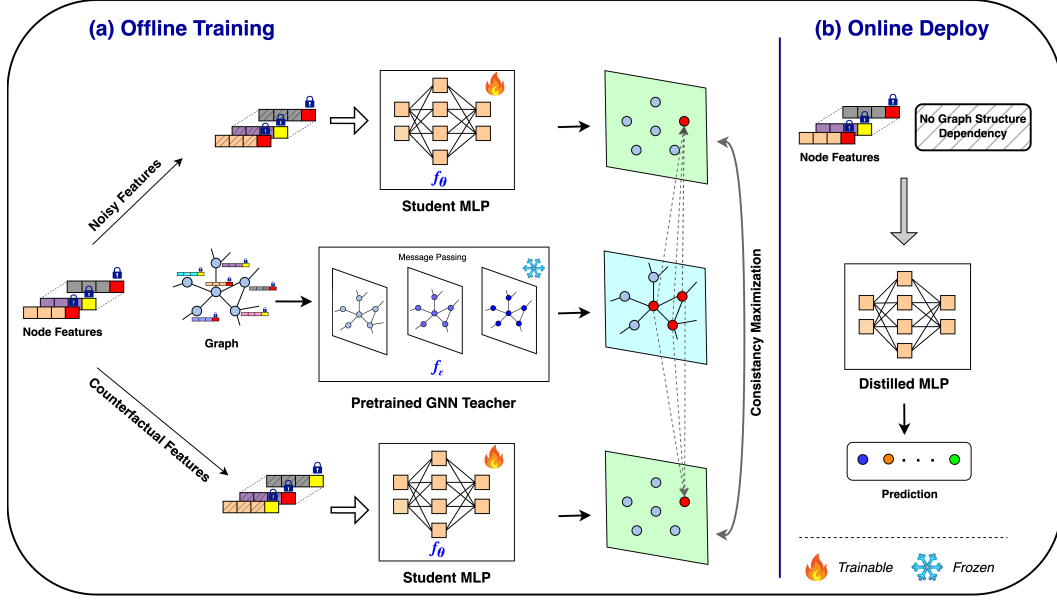 (a) Offline Training
Noisy Features
f_θ
Student MLP
Node Features
Graph
Message Passing
f_ε
Pretrained GNN Teacher
Counterfactual Features
f_θ
Student MLP
Consistancy Maximization
(b) Online Deploy
No Graph Structure
Dependency
Node Features
Distilled MLP
Prediction
Trainable
Frozen